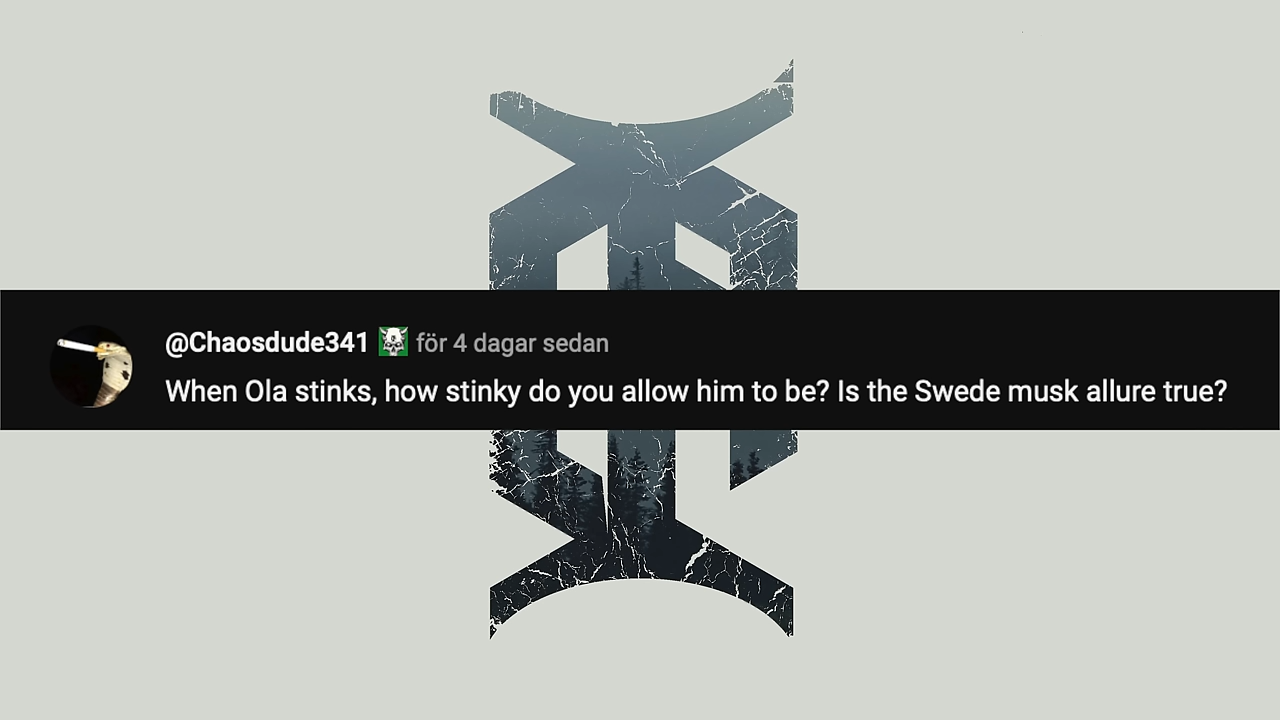 @Chaosdude341 för 4 dagar sedan
When Ola stinks, how stinky do you allow him to be? Is the Swede musk allure true?